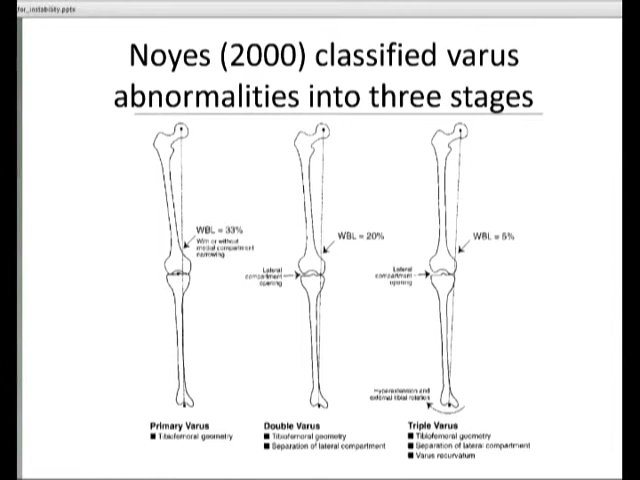 for_instability.pptx
Noyes (2000) classified varus
abnormalities into three stages
WBL = 33%
With or without
medial compartment
narrowing
WBL = 20%
Lateral
compartment
opening
WBL = 5%
Lateral
compartment
opening
Hyperextension and
external tibial rotation
Primary Varus
■ Tibiofemoral geometry
Double Varus
■ Tibiofemoral geometry
■ Separation of lateral compartment
Triple Varus
■ Tibiofemoral geometry
■ Separation of lateral compartment
■ Varus recurvatum